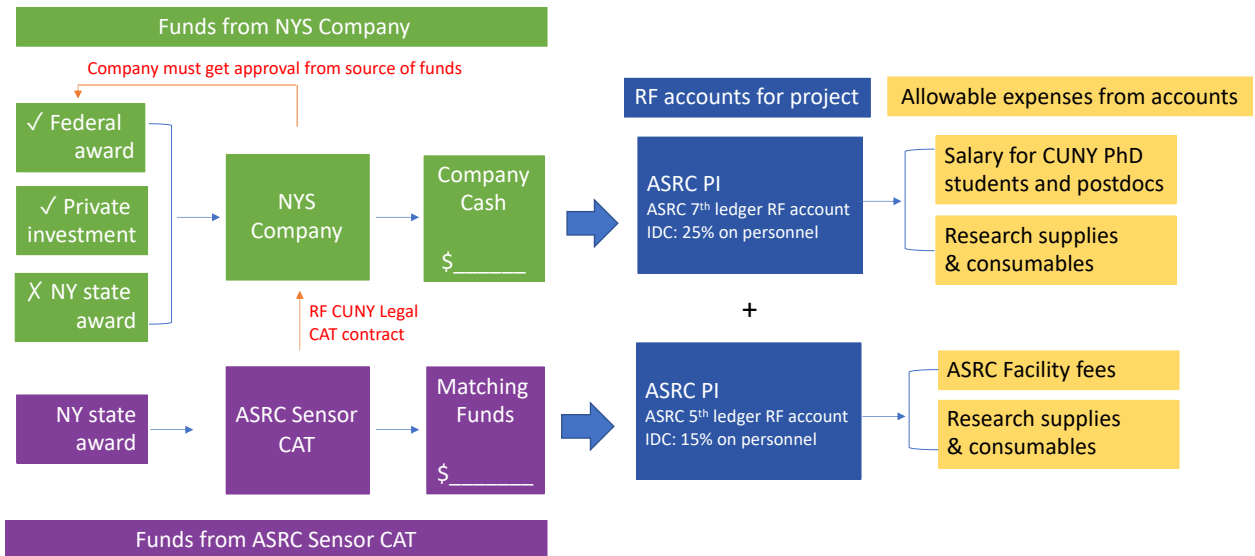 Funds from NYS Company
Company must get approval from source of funds
RF accounts for project
Allowable expenses from accounts
✓ Federal
award
✓ Private
investment
X NY state
award
NYS
Company
Company
Cash
$______
ASRC PI
ASRC 7th ledger RF account
IDC: 25% on personnel
Salary for CUNY PhD
students and postdocs
Research supplies
& consumables
RF CUNY Legal
CAT contract
+
NY state
award
ASRC Sensor
CAT
Matching
Funds
$_______
ASRC PI
ASRC 5th ledger RF account
IDC: 15% on personnel
ASRC Facility fees
Research supplies
& consumables
Funds from ASRC Sensor CAT